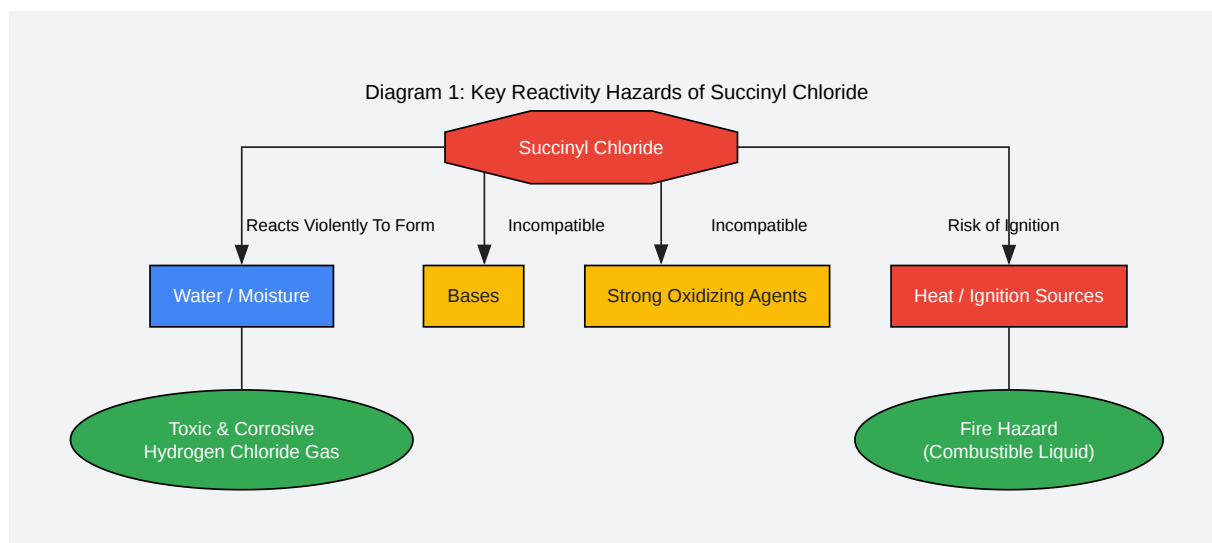 Diagram 1: Key Reactivity Hazards of Succinyl Chloride
Succinyl Chloride
Reacts Violently To Form
Incompatible
Incompatible
Risk of Ignition
Water / Moisture
Bases
Strong Oxidizing Agents
Heat / Ignition Sources
Toxic & Corrosive
Hydrogen Chloride Gas
Fire Hazard
(Combustible Liquid)